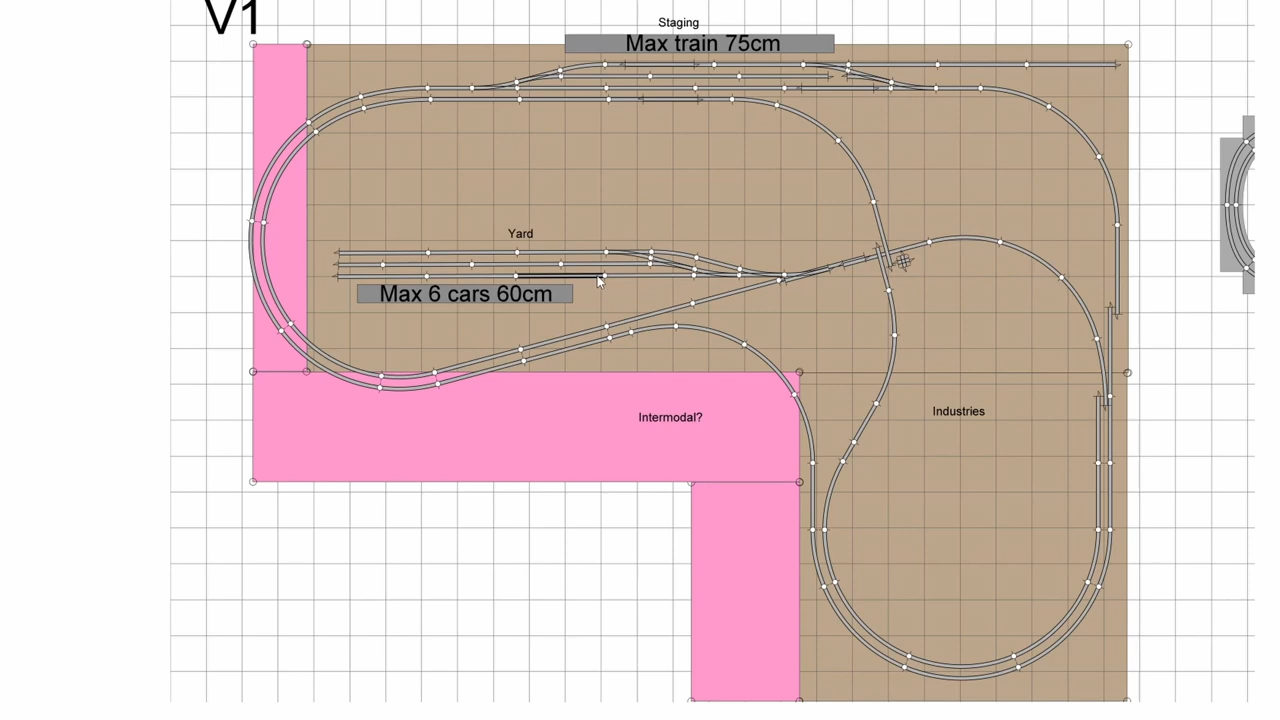 V1
Staging
Max train 75cm
Yard
Max 6 cars 60cm
Intermodal?
Industries